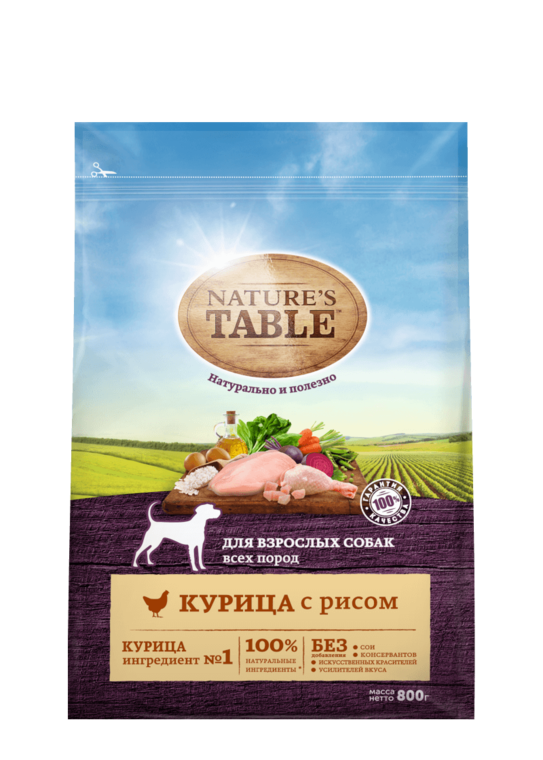 NATURE'S
TABLE™
Натурально и полезно
ГАРАНТИЯ
100%
КАЧЕСТВА
ДЛЯ ВЗРОСЛЫХ СОБАК
всех пород
КУРИЦА с рисом
КУРИЦА
ингредиент №1
100%
НАТУРАЛЬНЫЕ
ИНГРЕДИЕНТЫ*
БЕЗ
добавления
• СОИ
• КОНСЕРВАНТОВ
• ИСКУССТВЕННЫХ КРАСИТЕЛЕЙ
• УСИЛИТЕЛЕЙ ВКУСА
масса
нетто 800г